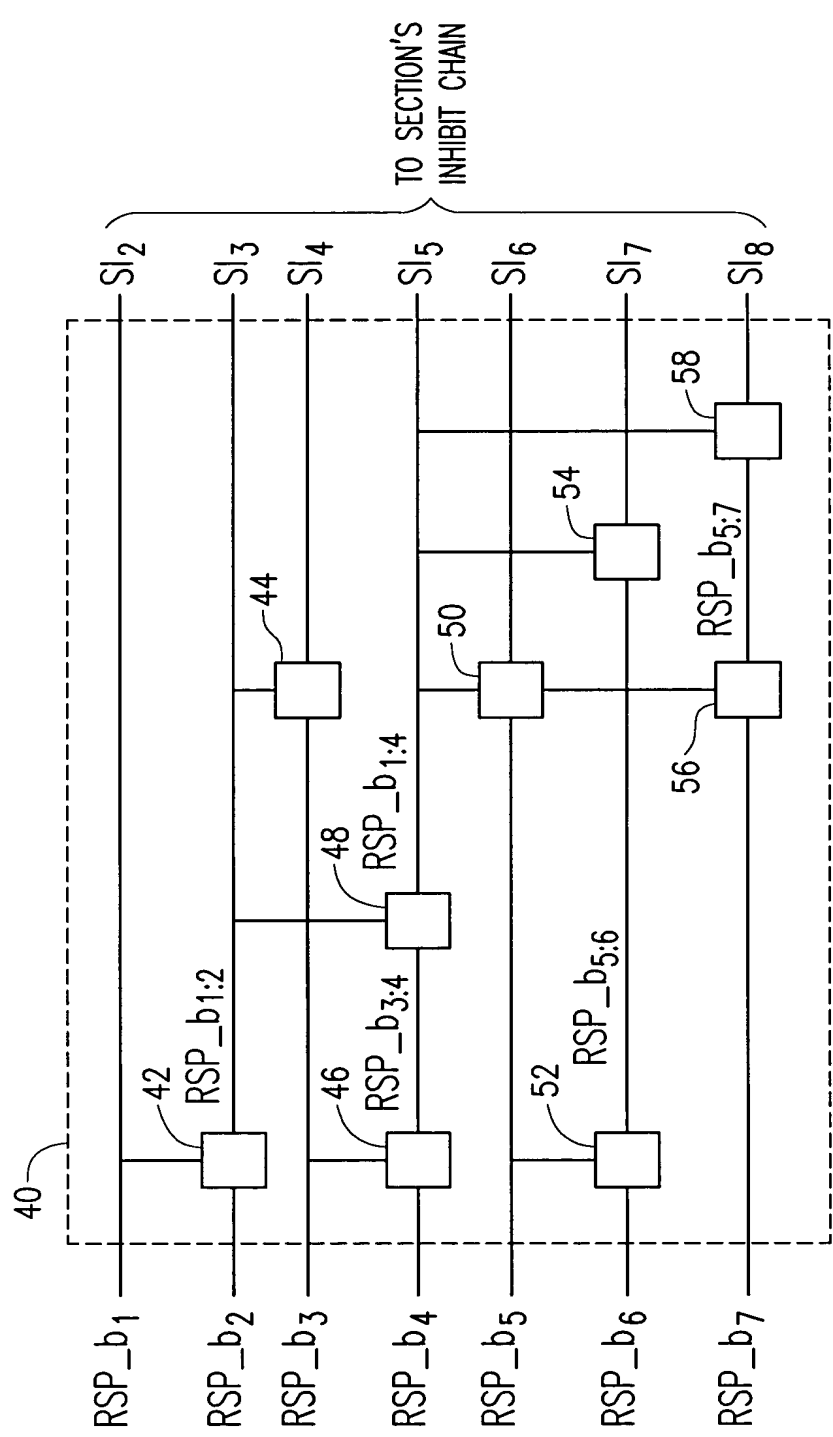 40
RSP_b1
SI2
42
RSP_b1:2
RSP_b2
SI3
44
RSP_b3
SI4
46
RSP_b3:4
48
RSP_b1:4
RSP_b4
SI5
50
RSP_b5
SI6
52
RSP_b5:6
54
RSP_b6
SI7
56
RSP_b5:7
58
RSP_b7
SI8
TO SECTION'S
INHIBIT CHAIN